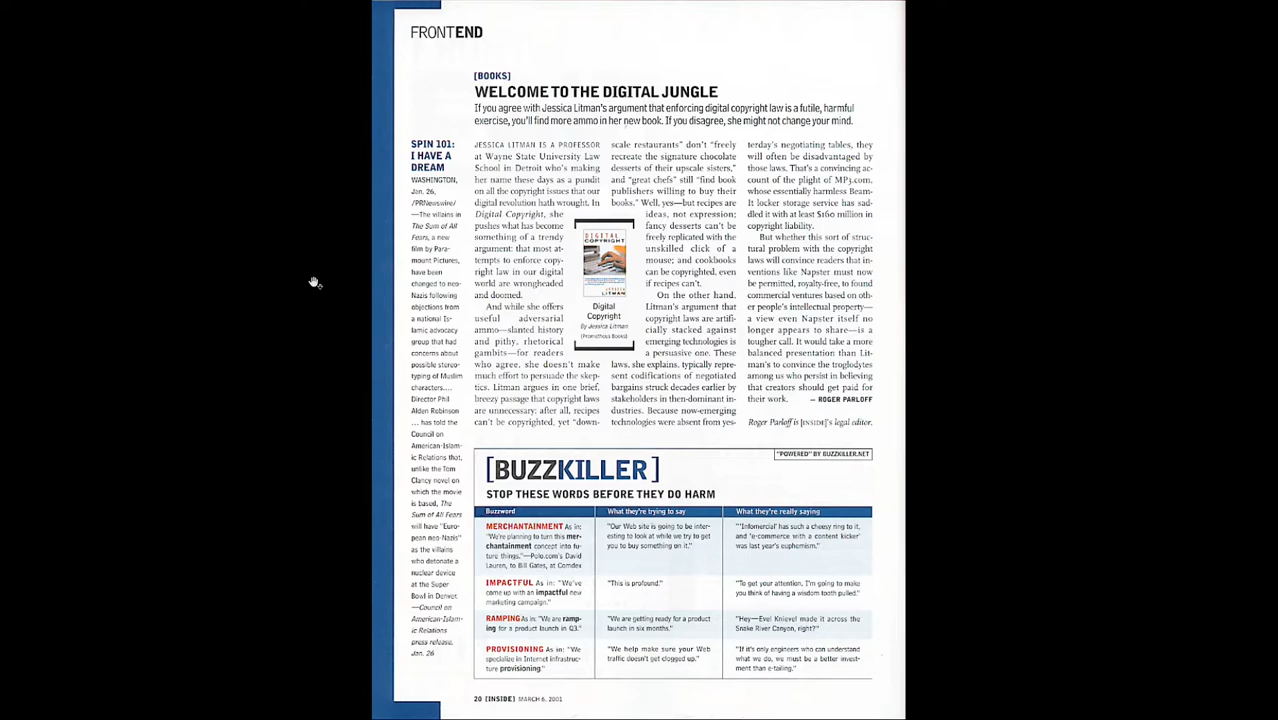 FRONTEND
[BOOKS]
WELCOME TO THE DIGITAL JUNGLE
If you agree with Jessica Litman's argument that enforcing digital copyright law is a futile, harmful
exercise, you'll find more ammo in her new book. If you disagree, she might not change your mind.
SPIN 101:
I HAVE A
DREAM
WASHINGTON,
Jan. 26,
/PRNewswire/
—The villains in
The Sum of All
Fears, a new
film by Para-
mount Pictures,
have been
changed to neo-
Nazis following
objections from
a national Is-
lamic advocacy
group that had
concerns about
possible stereo-
typing of Muslim
characters....
Director Phil
Alden Robinson
... has told the
Council on
American-Islam-
ic Relations that,
unlike the Tom
Clancy novel on
which the movie
is based, The
Sum of All Fears
will have "Euro-
pean neo-Nazis"
as the villains
who detonate a
nuclear device
at the Super
Bowl in Denver.
—Council on
American-Islam-
ic Relations
press release,
Jan. 26
JESSICA LITMAN IS A PROFESSOR
at Wayne State University Law
School in Detroit who's making
her name these days as a pundit
on all the copyright issues that our
digital revolution hath wrought. In
Digital Copyright, she
pushes what has become
something of a trendy
argument: that most at-
tempts to enforce copy-
right law in our digital
world are wrongheaded
and doomed.
And while she offers
useful adversarial
ammo—slanted history
and pithy, rhetorical
gambits—for readers
who agree, she doesn't make
much effort to persuade the skep-
tics. Litman argues in one brief,
breezy passage that copyright laws
are unnecessary: after all, recipes
can't be copyrighted, yet "down-
scale restaurants" don't "freely
recreate the signature chocolate
desserts of their upscale sisters,"
and "great chefs" still "find book
publishers willing to buy their
books." Well, yes—but recipes are
ideas, not expression;
fancy desserts can't be
freely replicated with the
unskilled click of a
mouse; and cookbooks
can be copyrighted, even
if recipes can't.
On the other hand,
Litman's argument that
copyright laws are artifi-
cially stacked against
emerging technologies is
a persuasive one. These
laws, she explains, typically repre-
sent codifications of negotiated
bargains struck decades earlier by
stakeholders in then-dominant in-
dustries. Because now-emerging
technologies were absent from yes-
DIGITAL
COPYRIGHT
JESSICA
LITMAN
Digital
Copyright
By Jessica Litman
(Prometheus Books)
terday's negotiating tables, they
will often be disadvantaged by
those laws. That's a convincing ac-
count of the plight of MP3.com,
whose essentially harmless Beam-
It locker storage service has sad-
dled it with at least $160 million in
copyright liability.
But whether this sort of struc-
tural problem with the copyright
laws will convince readers that in-
ventions like Napster must now
be permitted, royalty-free, to found
commercial ventures based on oth-
er people's intellectual property—
a view even Napster itself no
longer appears to share—is a
tougher call. It would take a more
balanced presentation than Lit-
man's to convince the troglodytes
among us who persist in believing
that creators should get paid for
their work. — ROGER PARLOFF
Roger Parloff is [INSIDE]'s legal editor.
"POWERED" BY BUZZKILLER.NET
[BUZZKILLER]
STOP THESE WORDS BEFORE THEY DO HARM
Buzzword What they're trying to say What they're really saying
MERCHANTAINMENT As in:
"We're planning to turn this mer-
chantainment concept into fu-
ture things."—Polo.com's David
Lauren, to Bill Gates, at Comdex
"Our Web site is going to be inter-
esting to look at while we try to get
you to buy something on it."
"'Infomercial' has such a cheesy ring to it,
and 'e-commerce with a content kicker'
was last year's euphemism."
IMPACTFUL As in: "We've
come up with an impactful new
marketing campaign."
"This is profound."
"To get your attention, I'm going to make
you think of having a wisdom tooth pulled."
RAMPING As in: "We are ramp-
ing for a product launch in Q3."
"We are getting ready for a product
launch in six months."
"Hey—Evel Knievel made it across the
Snake River Canyon, right?"
PROVISIONING As in: "We
specialize in Internet infrastruc-
ture provisioning."
"We help make sure your Web
traffic doesn't get clogged up."
"If it's only engineers who can understand
what we do, we must be a better invest-
ment than e-tailing."
20 [INSIDE] MARCH 6, 2001